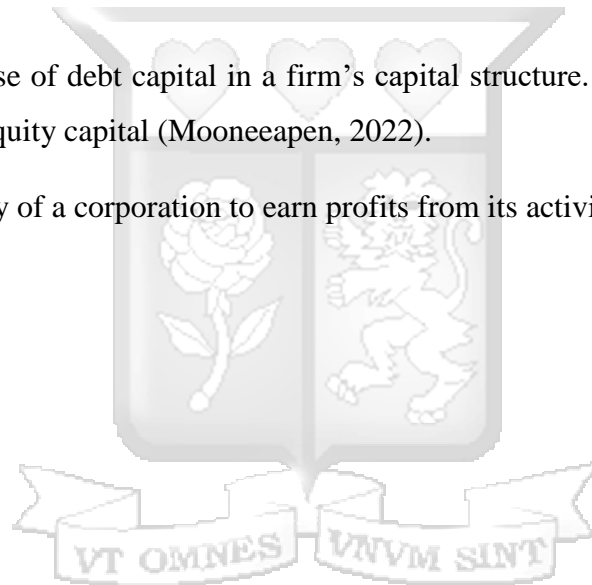 se of debt capital in a firm’s capital structure.
quity capital (Mooneeapen, 2022).
y of a corporation to earn profits from its activi
VT OMNES VNVM SINT